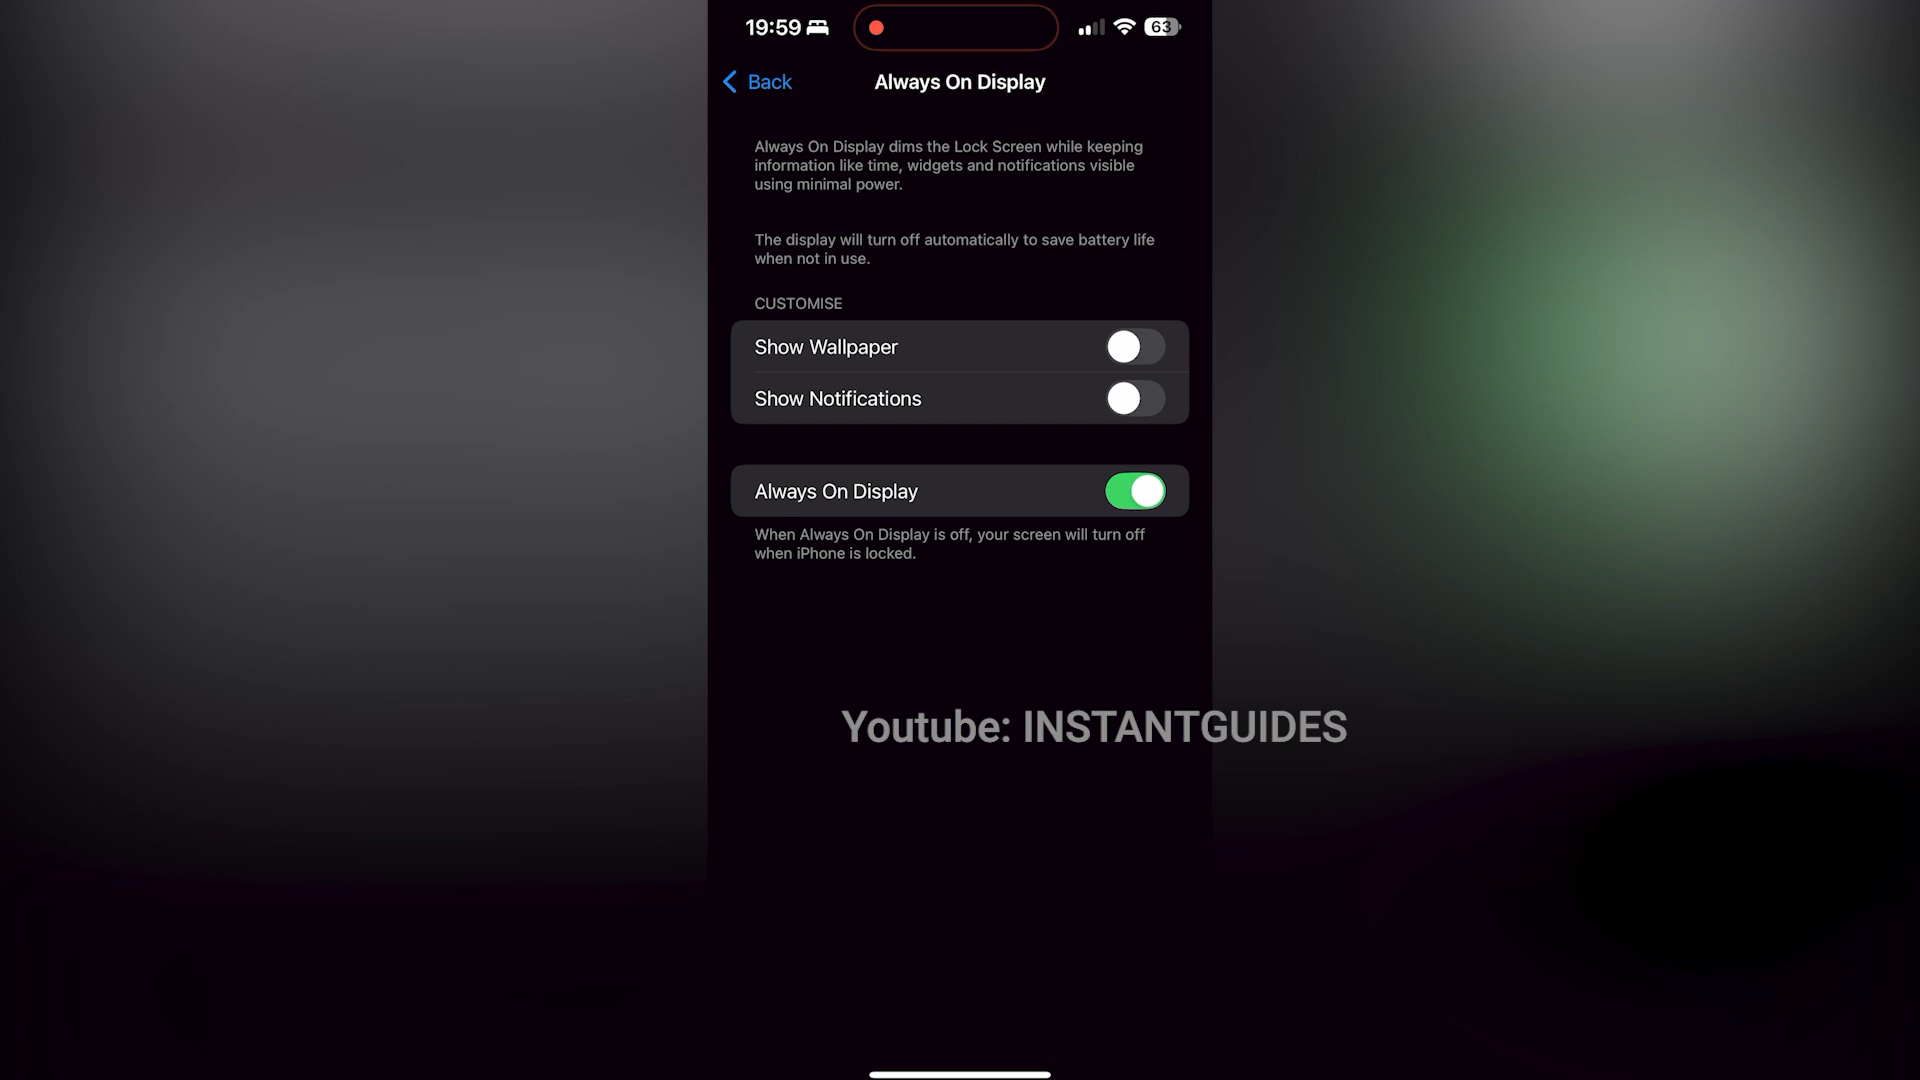 19:59
63
Back
Always On Display
Always On Display dims the Lock Screen while keeping
information like time, widgets and notifications visible
using minimal power.
The display will turn off automatically to save battery life
when not in use.
CUSTOMISE
Show Wallpaper
Show Notifications
Always On Display
When Always On Display is off, your screen will turn off
when iPhone is locked.
Youtube: INSTANTGUIDES